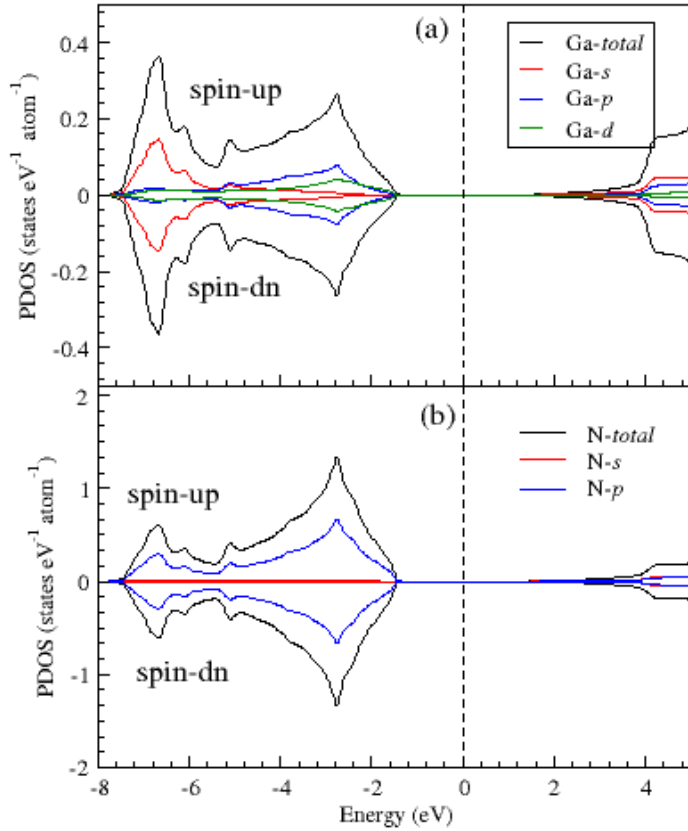 (a)
Ga-total
Ga-s
Ga-p
Ga-d
spin-up
spin-dn
0.4
0.2
0
-0.2
-0.4
PDOS (states eV⁻¹ atom⁻¹)
(b)
N-total
N-s
N-p
spin-up
spin-dn
2
1
0
-1
-2
PDOS (states eV⁻¹ atom⁻¹)
-8 -6 -4 -2 0 2 4
Energy (eV)